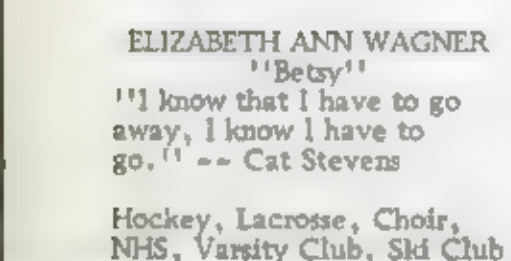 ELIZABETH ANN WAGNER
"Betsy"
"I know that I have to go
away, I know I have to
go." -- Cat Stevens
Hockey, Lacrosse, Choir,
NHS, Varsity Club, Ski Club